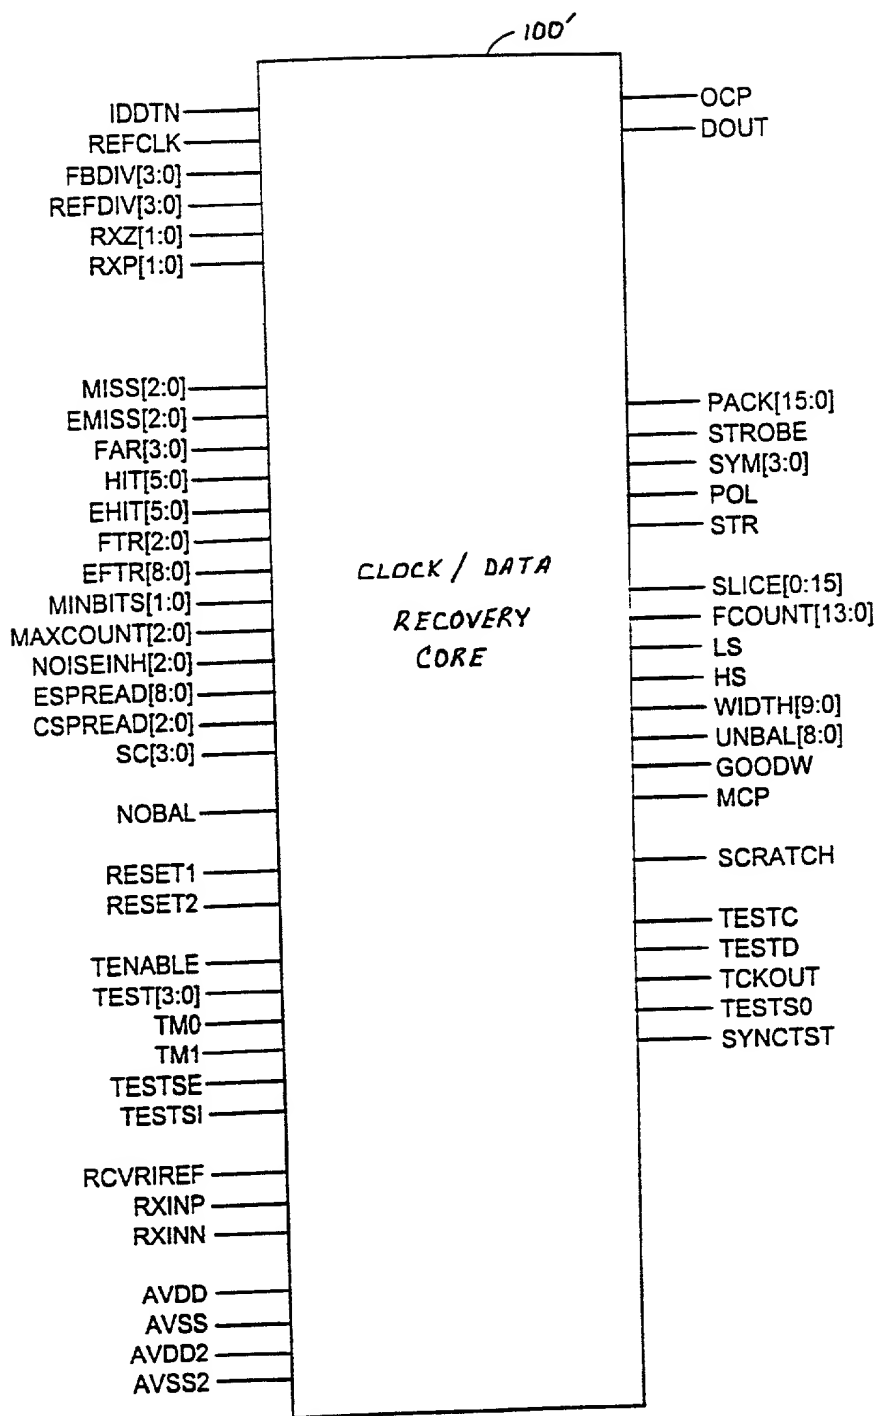 100′
IDDTN
REFCLK
FBDIV[3:0]
REFDIV[3:0]
RXZ[1:0]
RXP[1:0]
MISS[2:0]
EMISS[2:0]
FAR[3:0]
HIT[5:0]
EHIT[5:0]
FTR[2:0]
EFTR[8:0]
MINBITS[1:0]
MAXCOUNT[2:0]
NOISEINH[2:0]
ESPREAD[8:0]
CSPREAD[2:0]
SC[3:0]
NOBAL
RESET1
RESET2
TENABLE
TEST[3:0]
TM0
TM1
TESTSE
TESTSI
RCVRIREF
RXINP
RXINN
AVDD
AVSS
AVDD2
AVSS2
CLOCK / DATA
RECOVERY
CORE
OCP
DOUT
PACK[15:0]
STROBE
SYM[3:0]
POL
STR
SLICE[0:15]
FCOUNT[13:0]
LS
HS
WIDTH[9:0]
UNBAL[8:0]
GOODW
MCP
SCRATCH
TESTC
TESTD
TCKOUT
TESTS0
SYNCTST